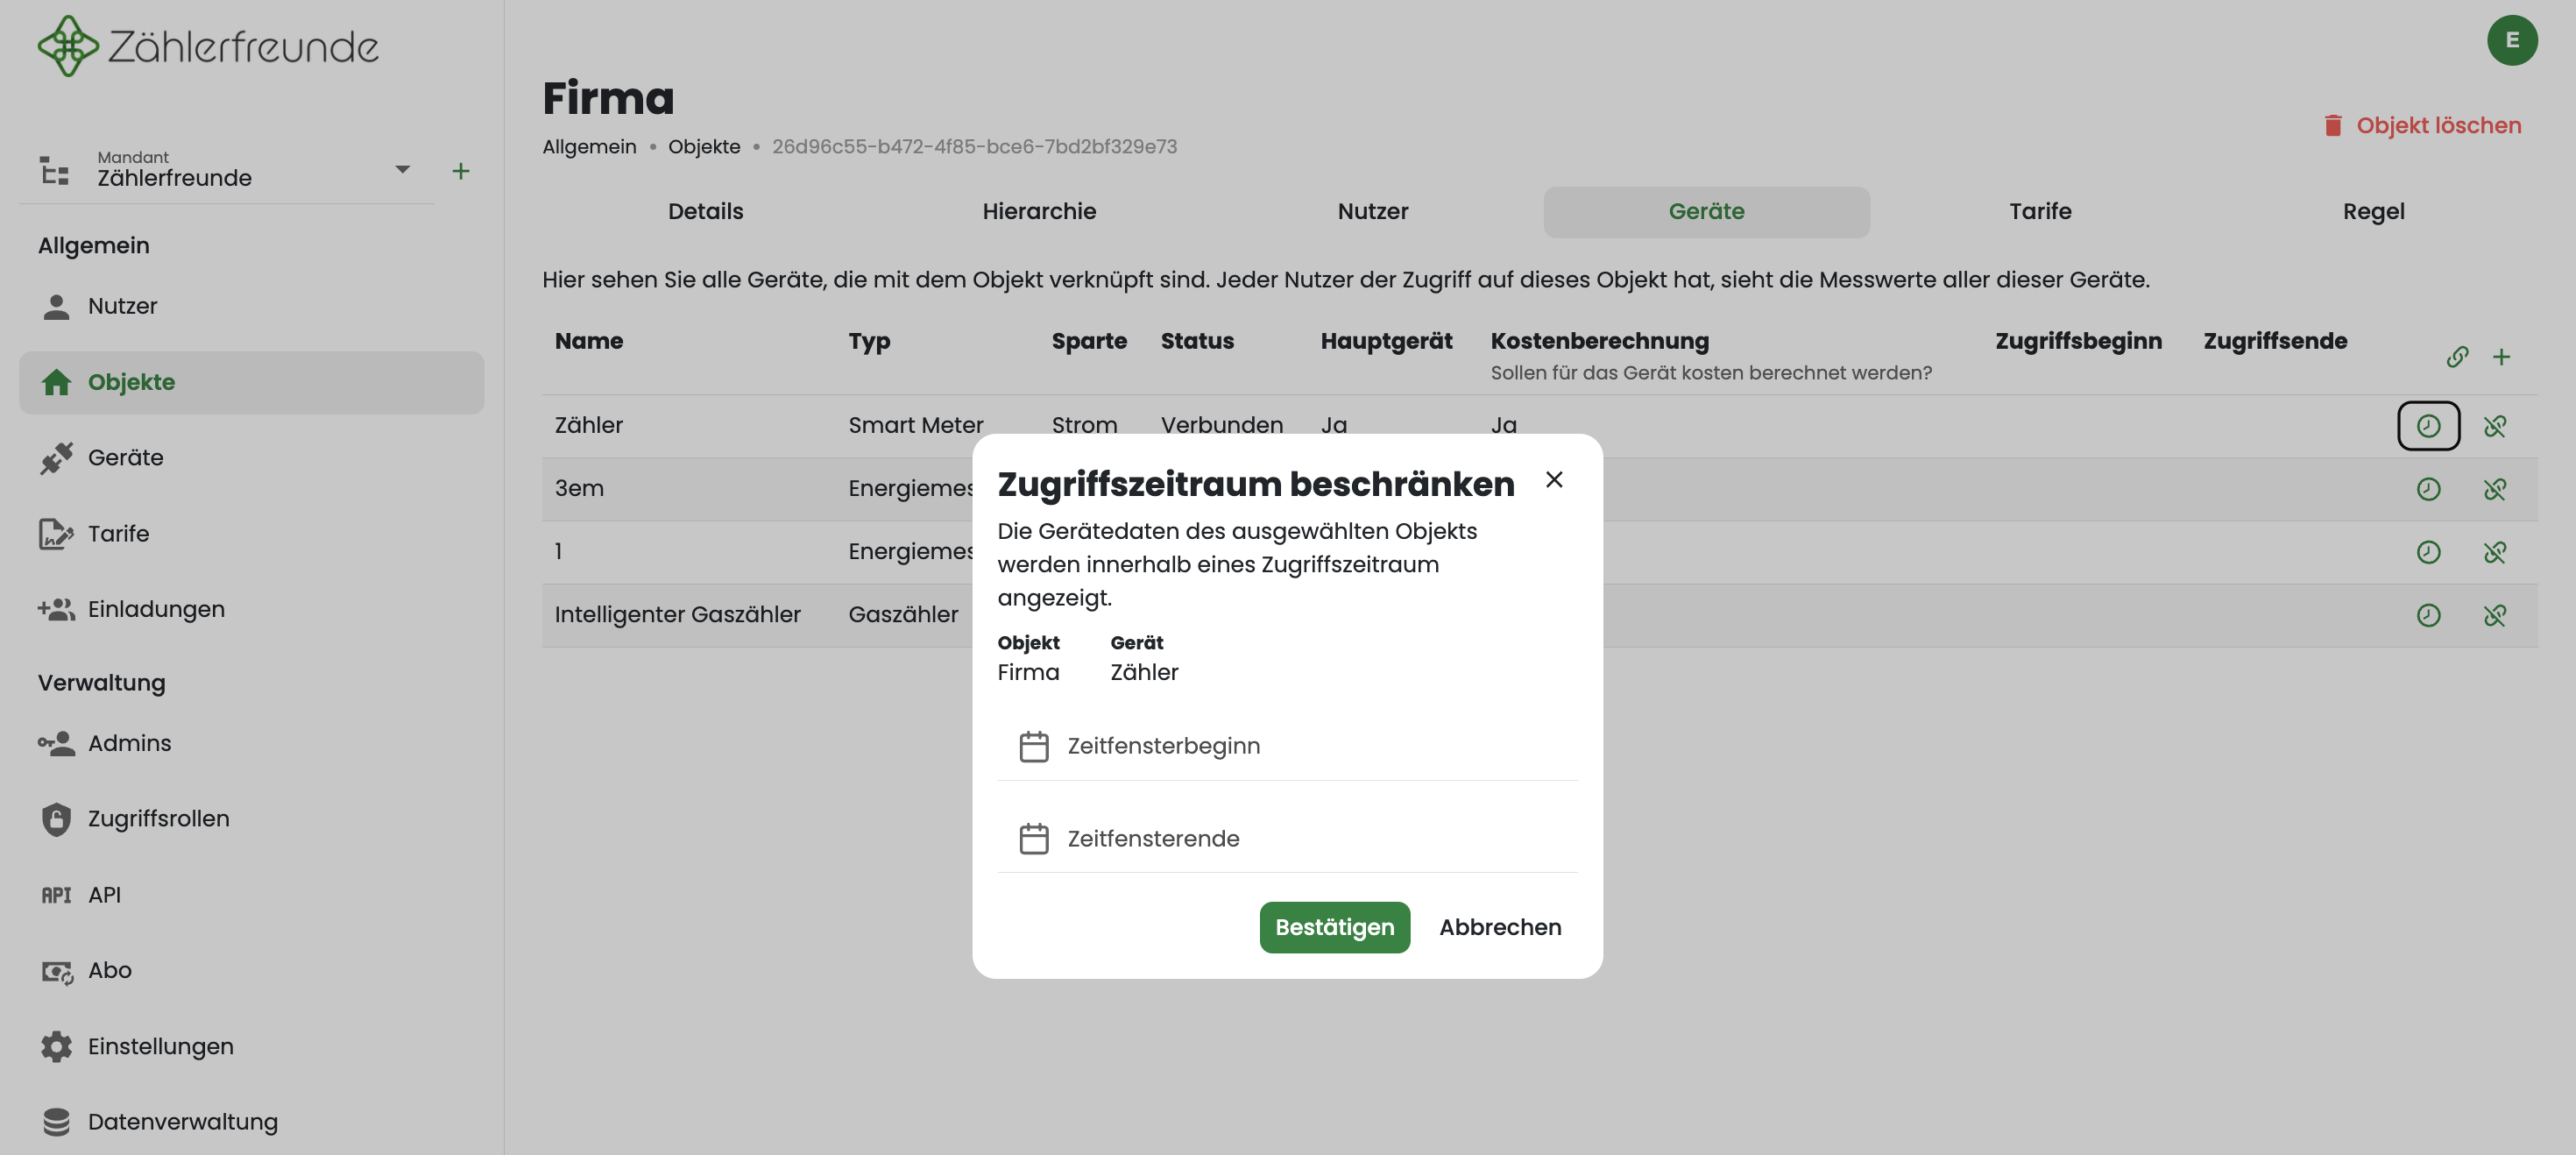 Zählerfreunde
E
Mandant
Zählerfreunde
Allgemein
Nutzer
Objekte
Geräte
Tarife
Einladungen
Verwaltung
Admins
Zugriffsrollen
API API
Abo
Einstellungen
Datenverwaltung
Firma
Allgemein • Objekte • 26d96c55-b472-4f85-bce6-7bd2bf329e73
Objekt löschen
Details Hierarchie Nutzer Geräte Tarife Regel
Hier sehen Sie alle Geräte, die mit dem Objekt verknüpft sind. Jeder Nutzer der Zugriff auf dieses Objekt hat, sieht die Messwerte aller dieser Geräte.
Name Typ Sparte Status Hauptgerät Kostenberechnung Zugriffsbeginn Zugriffsende
Sollen für das Gerät kosten berechnet werden?
Zähler Smart Meter Strom Verbunden Ja Ja
3em Energiemes
1 Energiemes
Intelligenter Gaszähler Gaszähler
Zugriffszeitraum beschränken
Die Gerätedaten des ausgewählten Objekts
werden innerhalb eines Zugriffszeitraum
angezeigt.
Objekt Gerät
Firma Zähler
Zeitfensterbeginn
Zeitfensterende
Bestätigen Abbrechen